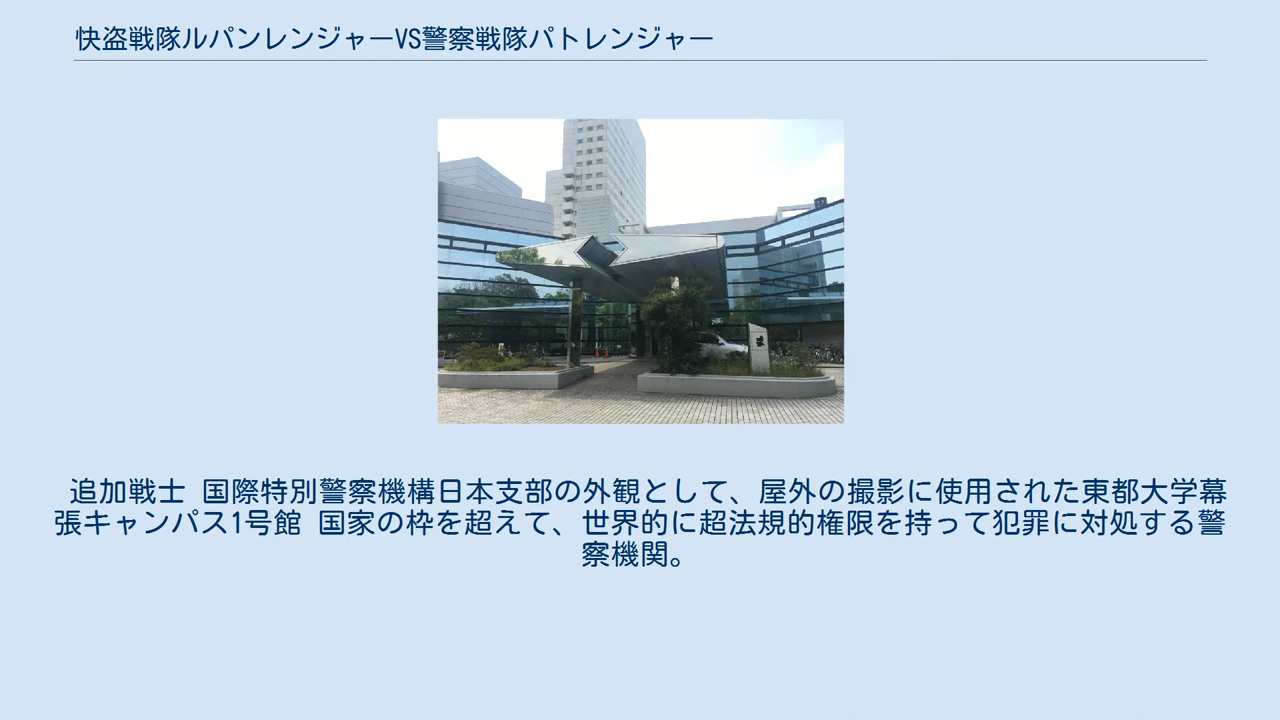 快盗戦隊ルパンレンジャーVS警察戦隊パトレンジャー
追加戦士 国際特別警察機構日本支部の外観として、屋外の撮影に使用された東都大学幕
張キャンパス1号館 国家の枠を超えて、世界的に超法規的権限を持って犯罪に対処する警
察機関。